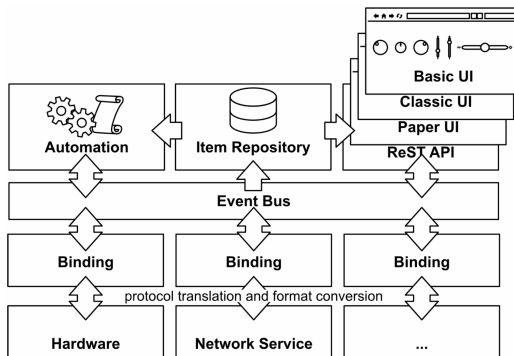 Basic UI
Classic UI
Paper UI
Automation
Item Repository
ReST API
Event Bus
Binding
Binding
Binding
protocol translation and format conversion
Hardware
Network Service
...